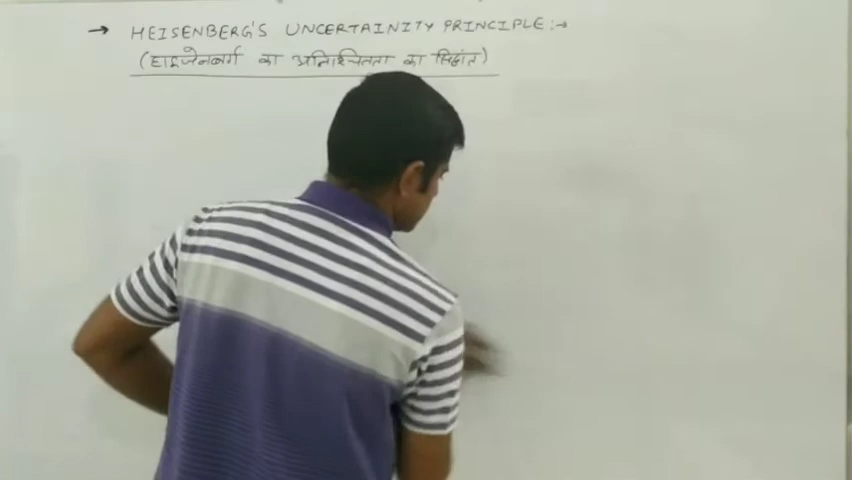 → HEISENBERG'S UNCERTAINITY PRINCIPLE:→
(हाइजेनबर्ग का अनिश्चितता का सिद्धांत)